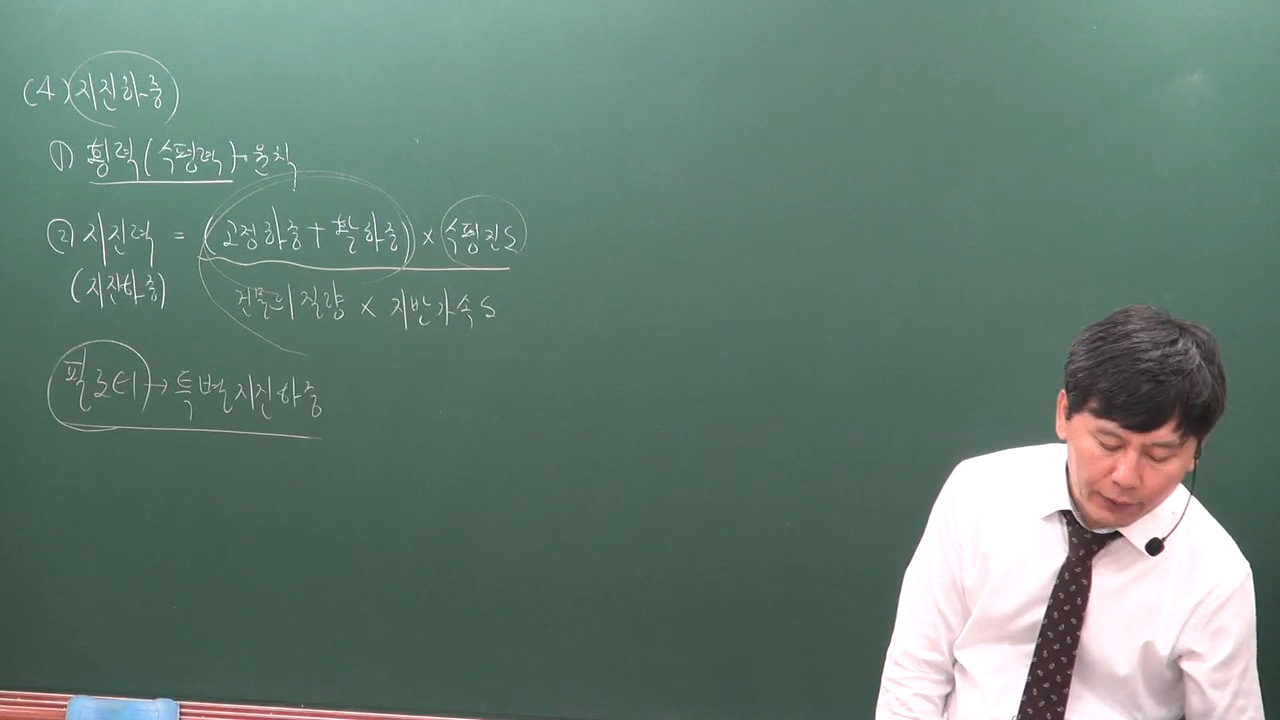 (4) 지진하중
① 횡력(수평력)→원칙
② 지진력 = (고정하중+활하중) × 수평진도
(지진하중)
건물의 질량 × 지반가속도
필로티→특별지진하중